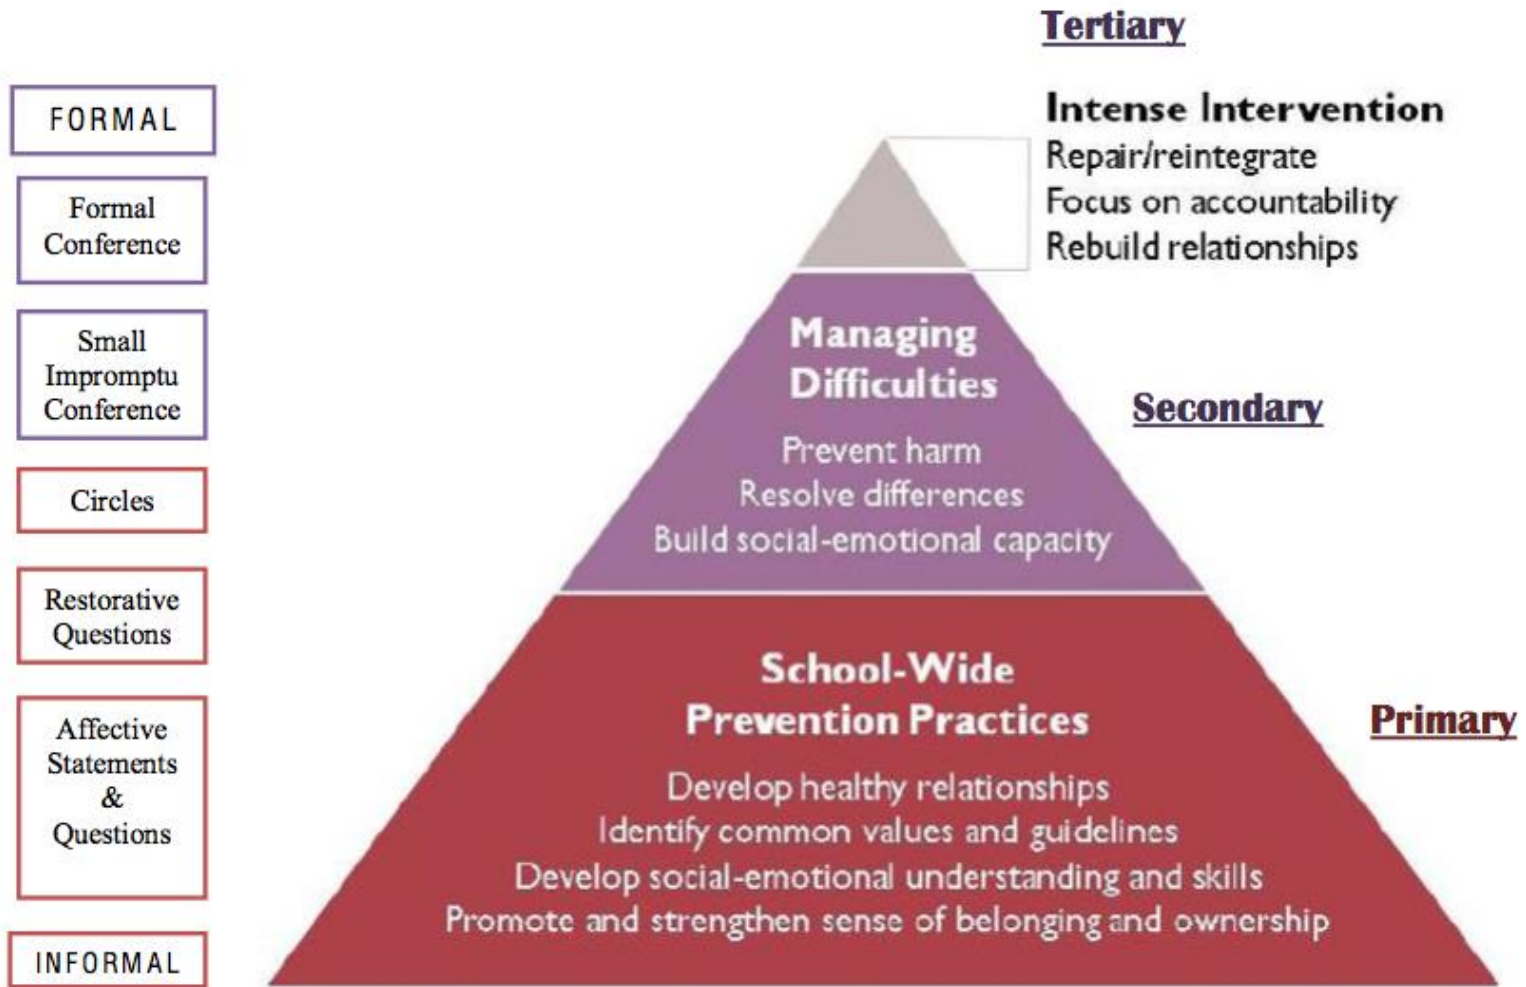 FORMAL
Formal
Conference
Small
Impromptu
Conference
Circles
Restorative
Questions
Affective
Statements
&
Questions
INFORMAL
Tertiary
Intense Intervention
Repair/reintegrate
Focus on accountability
Rebuild relationships
Managing
Difficulties
Prevent harm
Resolve differences
Build social-emotional capacity
Secondary
School-Wide
Prevention Practices
Develop healthy relationships
Identify common values and guidelines
Develop social-emotional understanding and skills
Promote and strengthen sense of belonging and ownership
Primary